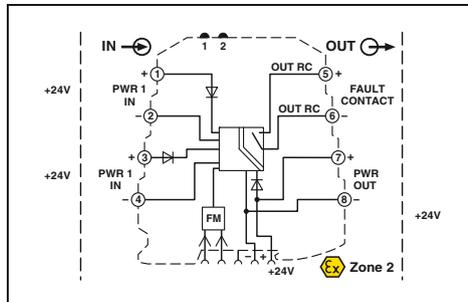 IN
1 2
OUT
1
+
OUT RC
5
+
PWR 1
IN
FAULT
CONTACT
+24V
2
–
OUT RC
6
–
3
+
7
+
+24V
PWR 1
IN
PWR
OUT
4
–
8
–
FM
+24V
– +
+24V
Ex Zone 2